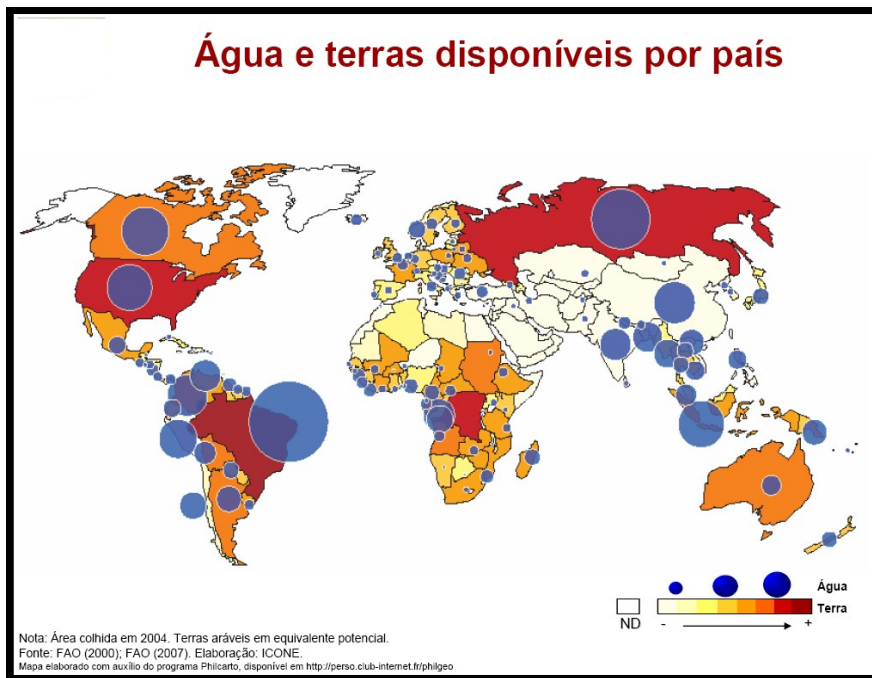 Água e terras disponíveis por país
Água
Terra
ND
-
+
Nota: Área colhida em 2004. Terras aráveis em equivalente potencial.
Fonte: FAO (2000); FAO (2007). Elaboração: ICONE.
Mapa elaborado com auxílio do programa Philcarto, disponível em http://perso.club-internet.fr/philgeo